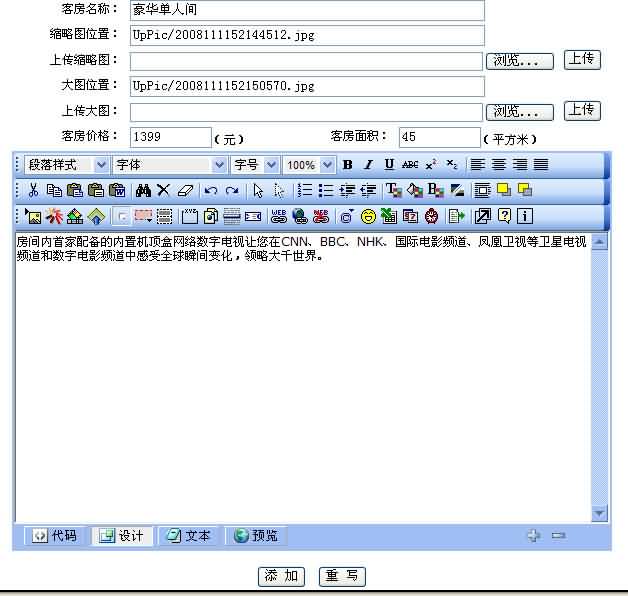 客房名称： 豪华单人间
缩略图位置： UpPic/2008111152144512.jpg
上传缩略图： 浏览... 上传
大图位置： UpPic/2008111152150570.jpg
上传大图： 浏览... 上传
客房价格： 1399 (元) 客房面积： 45 (平方米)
段落样式 字体 字号 100% B I U ABC x² x₂
房间内首家配备的内置机顶盒网络数字电视让您在CNN、BBC、NHK、国际电影频道、凤凰卫视等卫星电视
频道和数字电影频道中感受全球瞬间变化，领略大千世界。
代码 设计 文本 预览
添 加 重 写